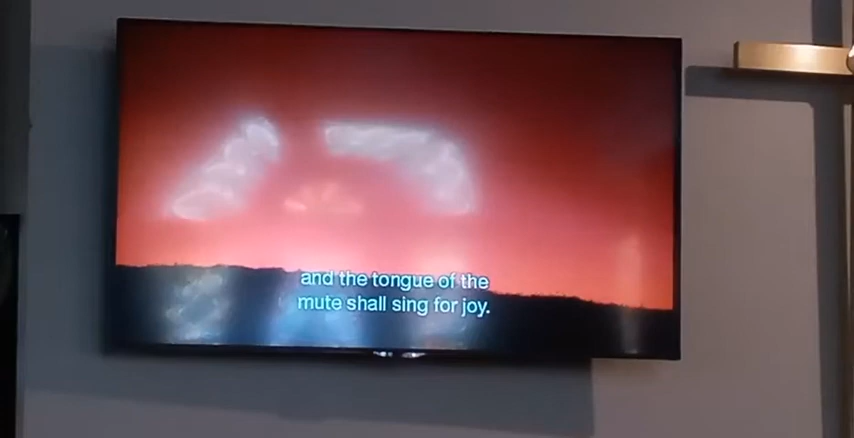 and the tongue of the
mute shall sing for joy.